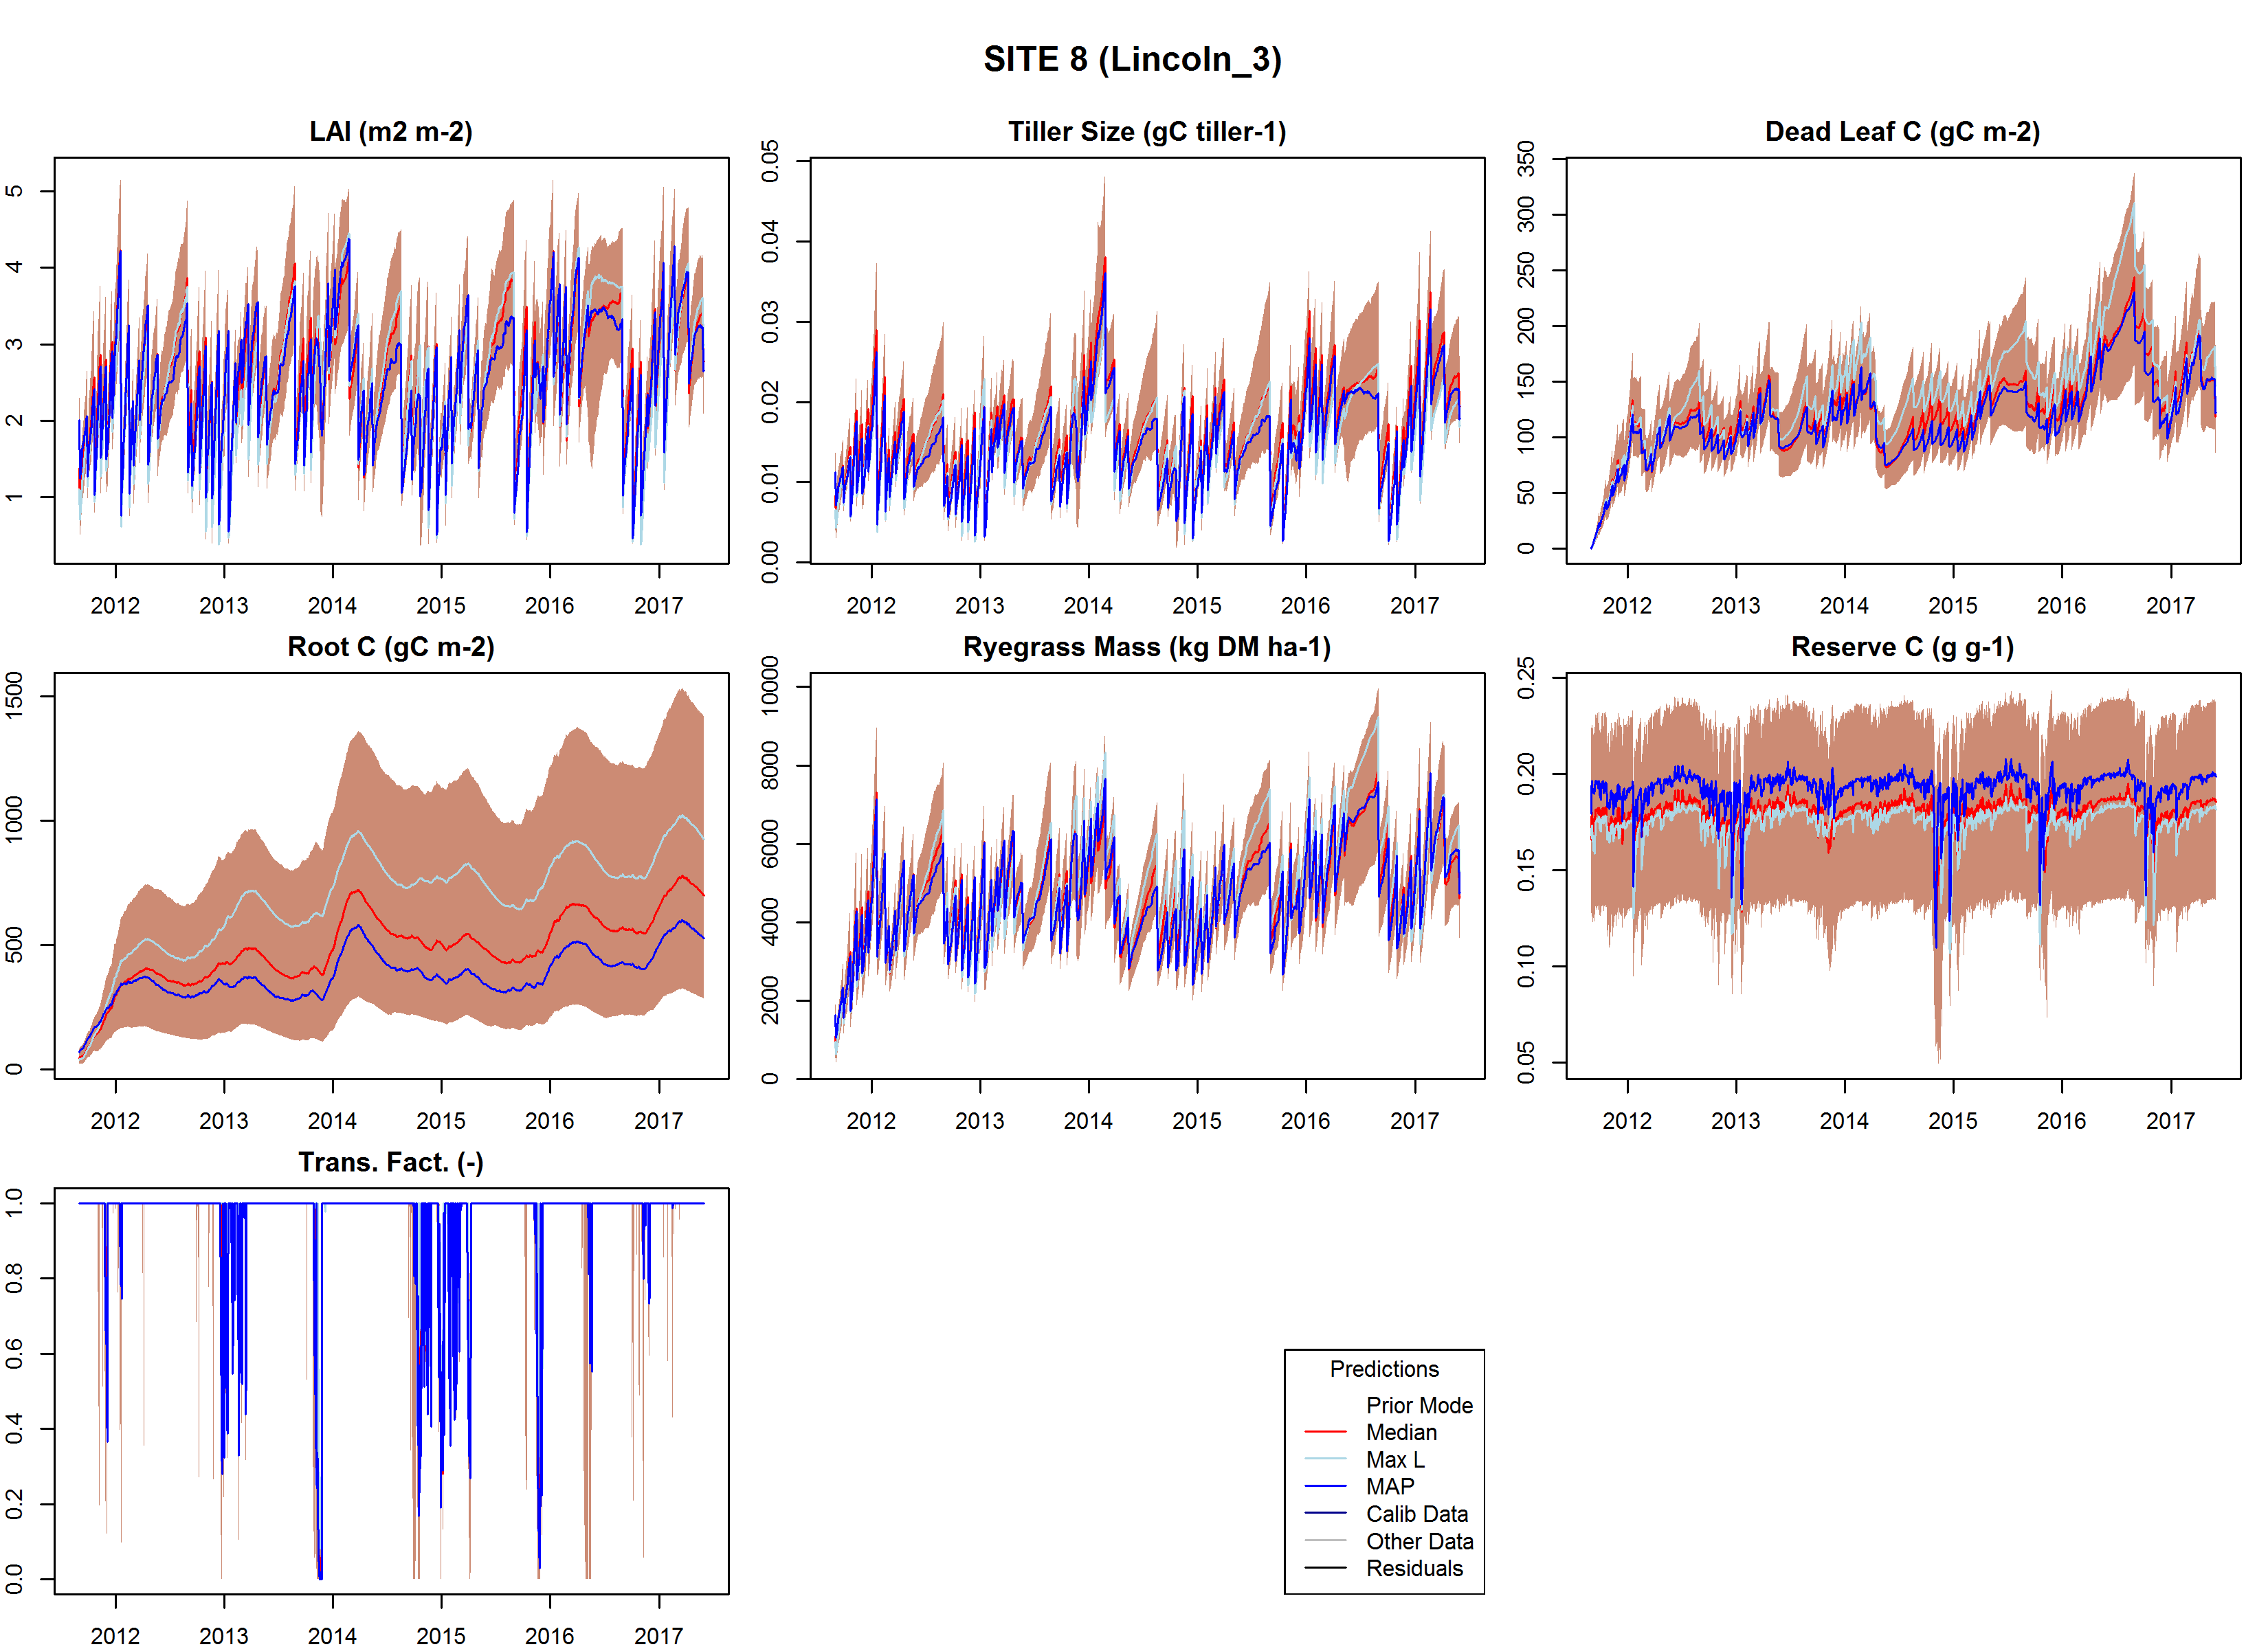 SITE 8 (Lincoln_3)
LAI (m2 m-2)
5
4
3
2
1
2012 2013 2014 2015 2016 2017
Tiller Size (gC tiller-1)
0.05
0.04
0.03
0.02
0.01
0.00
2012 2013 2014 2015 2016 2017
Dead Leaf C (gC m-2)
350
300
250
200
150
100
50
0
2012 2013 2014 2015 2016 2017
Root C (gC m-2)
1500
1000
500
0
2012 2013 2014 2015 2016 2017
Ryegrass Mass (kg DM ha-1)
10000
8000
6000
4000
2000
0
2012 2013 2014 2015 2016 2017
Reserve C (g g-1)
0.25
0.20
0.15
0.10
0.05
2012 2013 2014 2015 2016 2017
Trans. Fact. (-)
1.0
0.8
0.6
0.4
0.2
0.0
2012 2013 2014 2015 2016 2017
Predictions
Prior Mode
Median
Max L
MAP
Calib Data
Other Data
Residuals